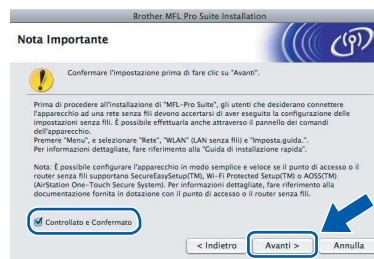 Brother MFL Pro Suite Installation
Nota Importante
Confermare l'impostazione prima di fare clic su "Avanti".
Prima di procedere all'installazione di "MFL-Pro Suite", gli utenti che desiderano connettere
l'apparecchio ad una rete senza fili devono accertarsi di aver eseguito la configurazione delle
impostazioni senza fili. È possibile effettuarla anche attraverso il pannello dei comandi
dell'apparecchio.
Premere "Menu", e selezionare "Rete", "WLAN" (LAN senza fili) e "Imposta.guida.".
Per informazioni dettagliate, fare riferimento alla "Guida di installazione rapida".
Nota: È possibile configurare l'apparecchio in modo semplice e veloce se il punto di accesso o il
router senza fili supportano SecureEasySetup(TM), Wi-Fi Protected Setup(TM) o AOSS(TM)
(AirStation One-Touch Secure System). Per informazioni dettagliate, fare riferimento alla
documentazione fornita in dotazione con il punto di accesso o il router senza fili.
Controllato e Confermato
< Indietro
Avanti >
Annulla